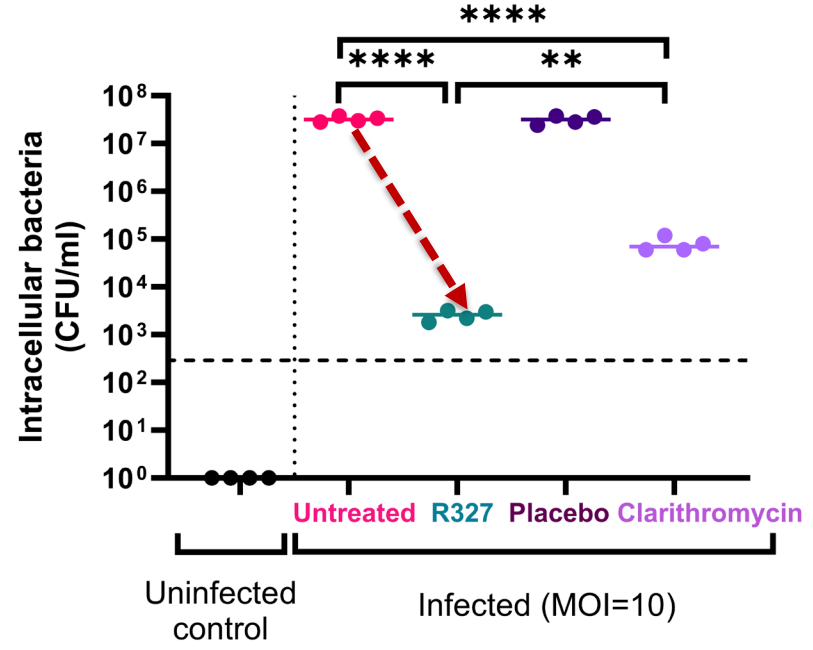 ****
**** **
Intracellular bacteria
(CFU/ml)
10⁸
10⁷
10⁶
10⁵
10⁴
10³
10²
10¹
10⁰
Untreated R327 Placebo Clarithromycin
Uninfected
control
Infected (MOI=10)